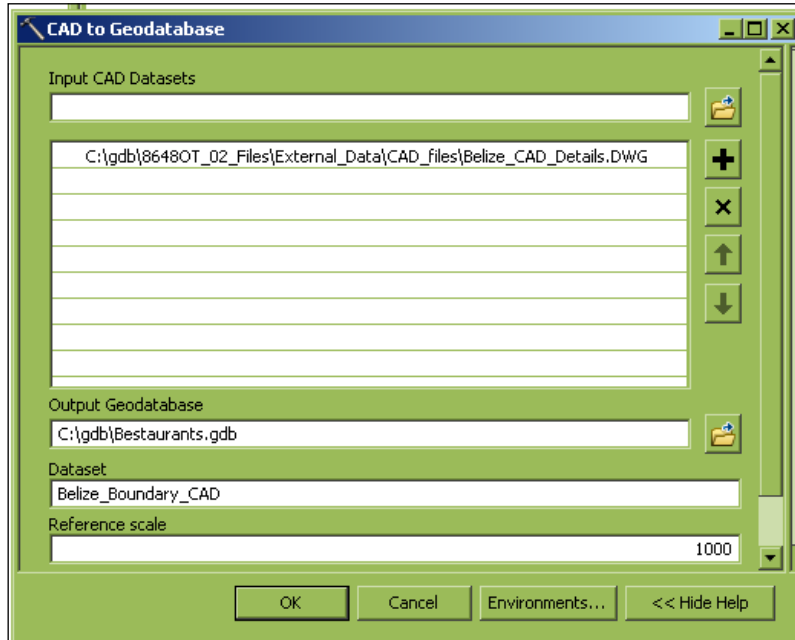 CAD to Geodatabase
Input CAD Datasets
C:\gdb\8648OT_02_Files\External_Data\CAD_files\Belize_CAD_Details.DWG
Output Geodatabase
C:\gdb\Bestaurants.gdb
Dataset
Belize_Boundary_CAD
Reference scale
1000
OK Cancel Environments... << Hide Help